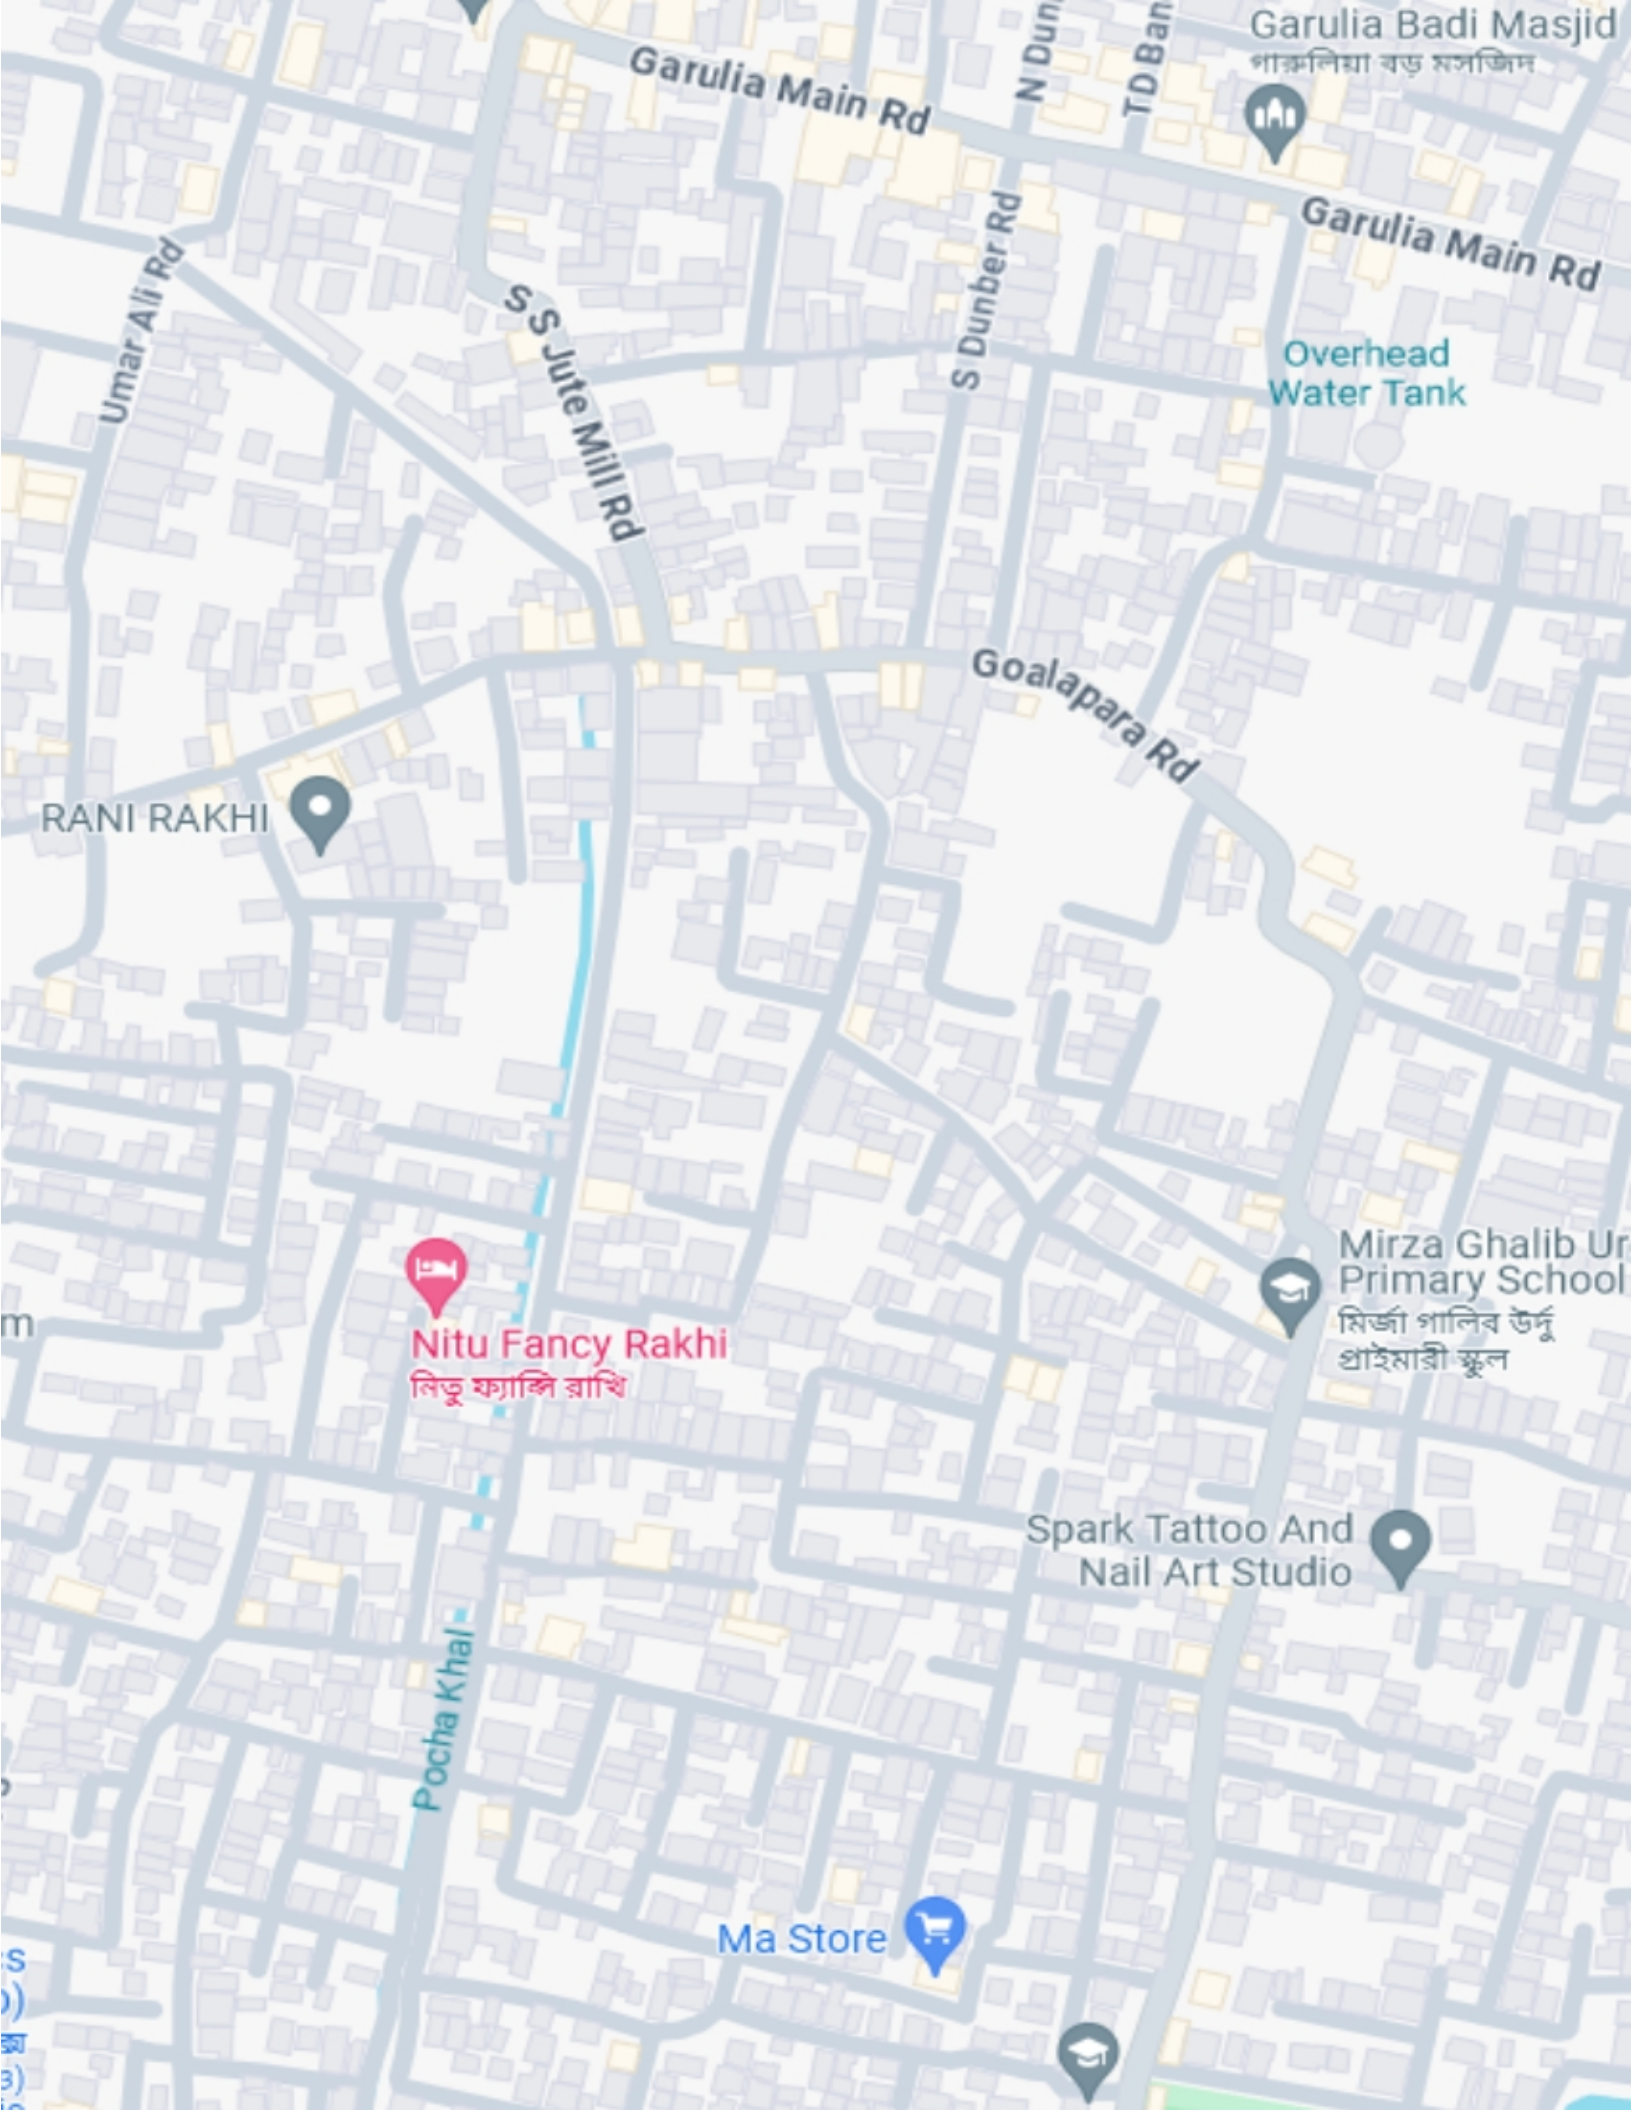 Garulia Badi Masjid
গারুলিয়া বড় মসজিদ
Garulia Main Rd
Garulia Main Rd
S Dunber Rd
Umar Ali Rd
S S Jute Mill Rd
Overhead
Water Tank
Goalapara Rd
RANI RAKHI
Mirza Ghalib Ur
Primary School
মির্জা গালিব উর্দু
প্রাইমারী স্কুল
Nitu Fancy Rakhi
নিতু ফ্যান্সি রাখি
Spark Tattoo And
Nail Art Studio
Pocha Khal
Ma Store